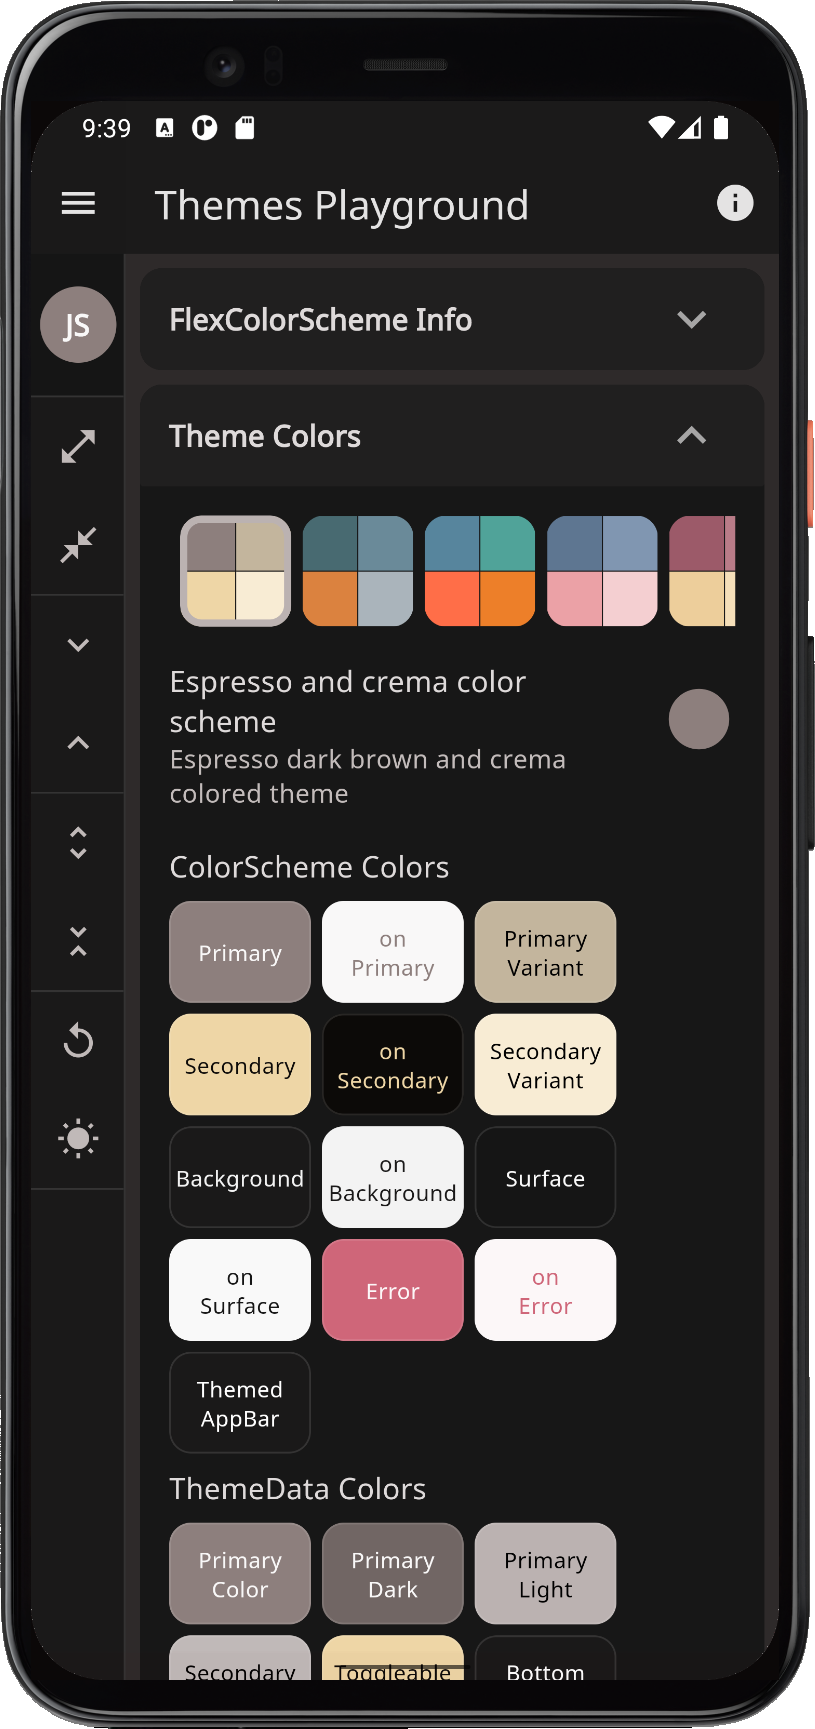 9:39
A
Themes Playground
i
FlexColorScheme Info
JS
Theme Colors
Espresso and crema color
scheme
Espresso dark brown and crema
colored theme
ColorScheme Colors
Primary
on
Primary
Primary
Variant
Secondary
on
Secondary
Secondary
Variant
Background
on
Background
Surface
on
Surface
Error
on
Error
Themed
AppBar
ThemeData Colors
Primary
Color
Primary
Dark
Primary
Light
Secondary
Toggleable
Bottom